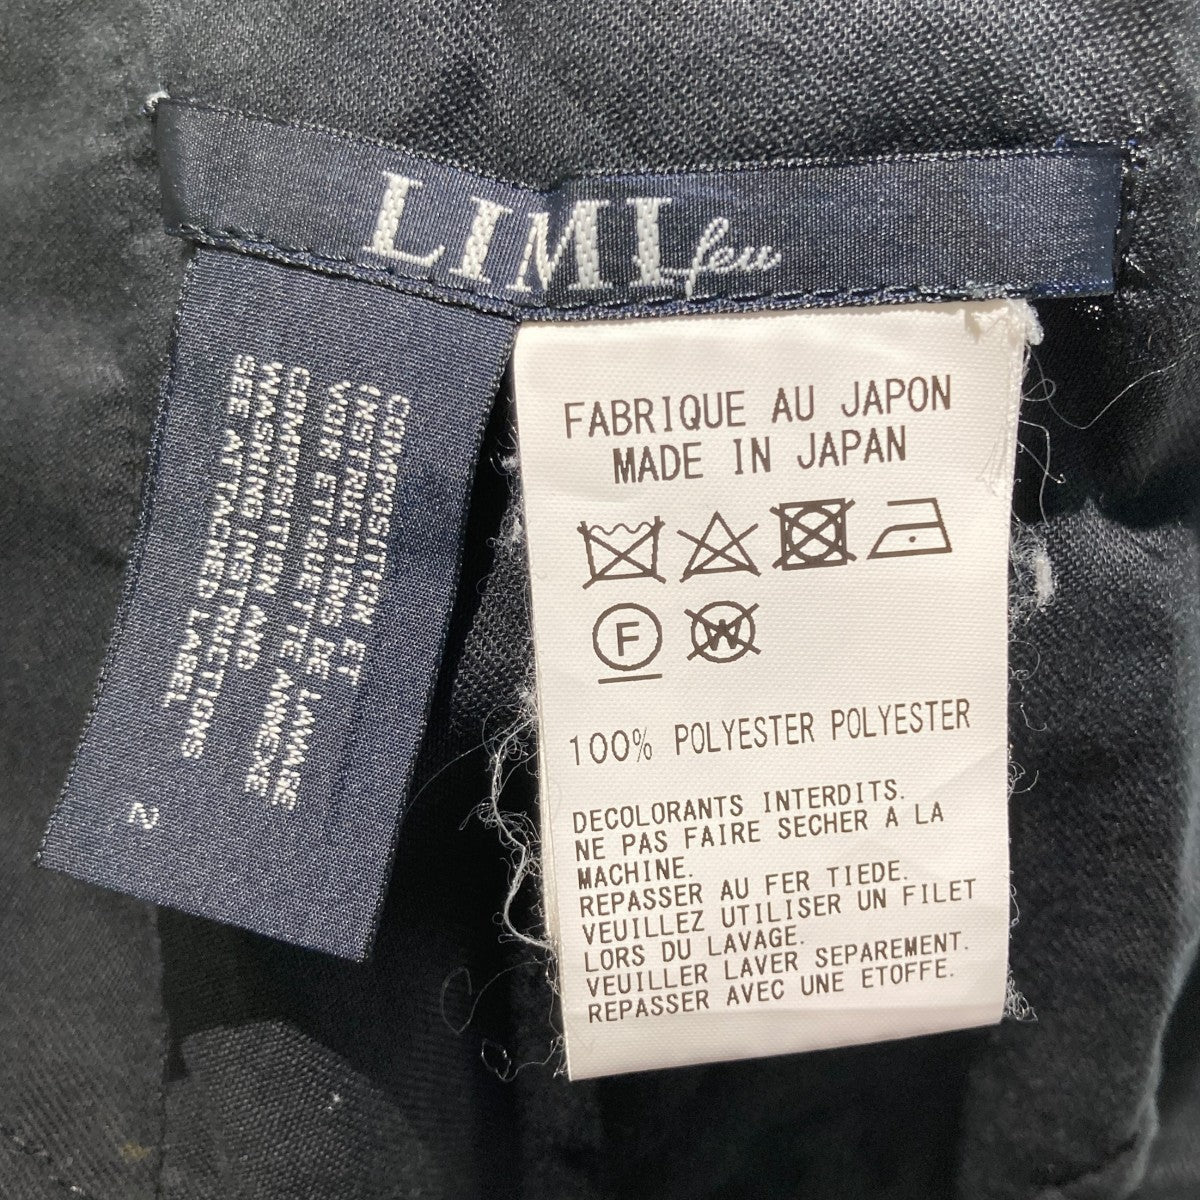 LIMI feu
COMPOSITION ET
INSTRUCTIONS DE LAVAGE
VOIR ETIQUETTE ANNEXE
COMPOSITION AND
WASHING INSTRUCTIONS
SEE ATTACHED LABEL
2
FABRIQUE AU JAPON
MADE IN JAPAN
F
W
100% POLYESTER POLYESTER
DECOLORANTS INTERDITS.
NE PAS FAIRE SECHER A LA
MACHINE.
REPASSER AU FER TIEDE.
VEUILLEZ UTILISER UN FILET
LORS DU LAVAGE.
VEUILLER LAVER SEPAREMENT.
REPASSER AVEC UNE ETOFFE.